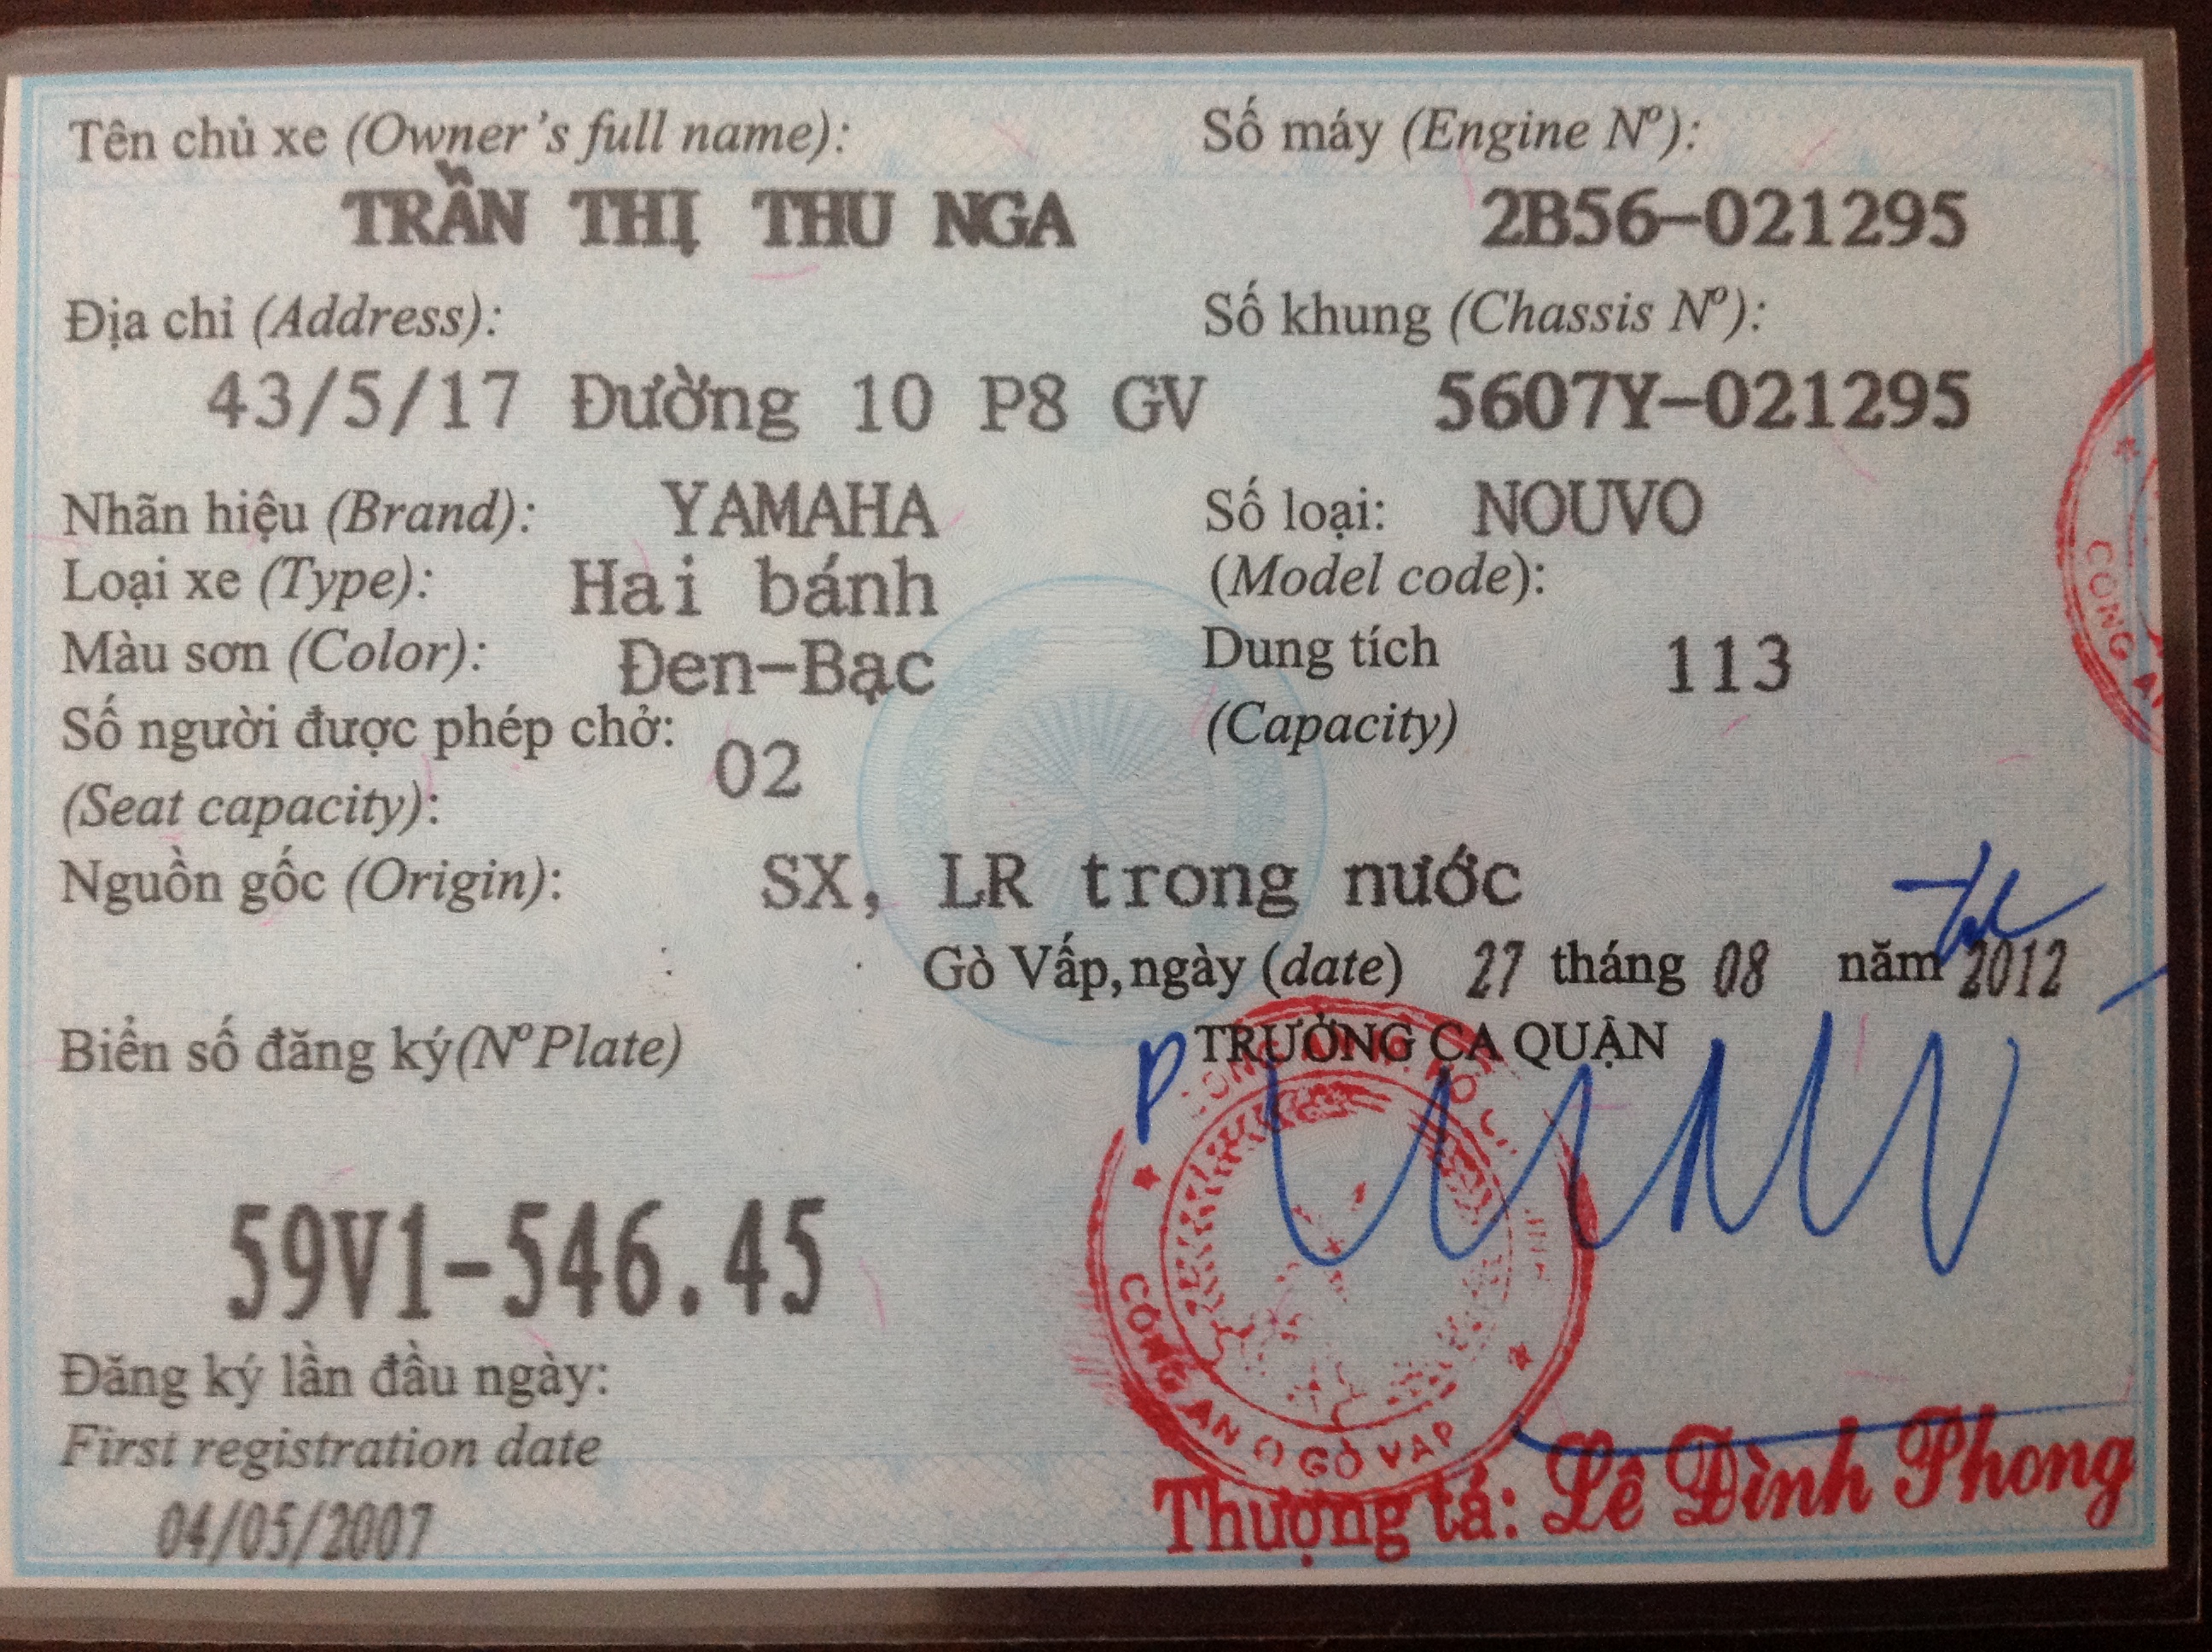 Tên chủ xe (Owner's full name):
TRẦN THỊ THU NGA
Số máy (Engine Nº):
2B56-021295
Địa chỉ (Address):
43/5/17 Đường 10 P8 GV
Số khung (Chassis Nº):
5607Y-021295
Nhãn hiệu (Brand): YAMAHA
Số loại: NOUVO
(Model code):
Loại xe (Type): Hai bánh
Màu sơn (Color): Đen-Bạc
Dung tích 113
(Capacity)
Số người được phép chở: 02
(Seat capacity):
Nguồn gốc (Origin): SX, LR trong nước
Gò Vấp, ngày (date) 27 tháng 08 năm 2012
Biển số đăng ký (Nº Plate)
P TRƯỞNG CA QUẬN
59V1-546.45
CÔNG AN Q GÒ VẤP
CÔNG AN
Đăng ký lần đầu ngày:
First registration date
04/05/2007
Thượng tá: Lê Đình Phong